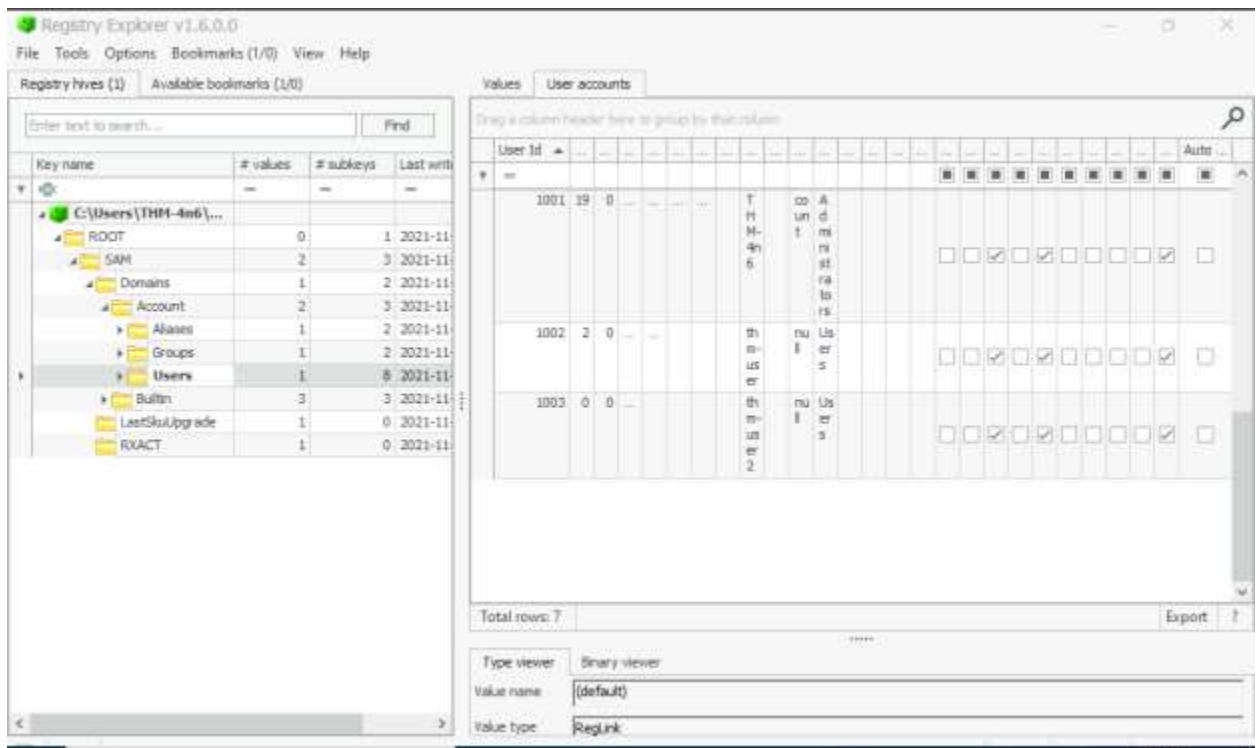 Registry Explorer v1.6.0.0
File Tools Options Bookmarks (1/0) View Help
Registry hives (1) Available bookmarks (1/0)
Enter text to search... Find
Key name # values # subkeys Last writ
= = =
C:\Users\THM-4n6\...
ROOT 0 1 2021-11-
SAM 2 3 2021-11-
Domains 1 2 2021-11-
Account 2 3 2021-11-
Aliases 1 2 2021-11-
Groups 1 2 2021-11-
Users 1 8 2021-11-
Builtin 3 3 2021-11-
LastSkuUpgrade 1 0 2021-11-
RXACT 1 0 2021-11-
Values User accounts
Drag a column header here to group by that column
User Id ... ... ... ... ... ... ... ... ... ... ... ... ... ... ... ... ... ... ... ... ... ... ... ... Auto ...
=
1001 19 0 ... ... ... ... THM-4n6 count Administrators
1002 2 0 ... ... thm-user null Users
1003 0 0 ... thm-user2 null Users
Total rows: 7 Export ?
Type viewer Binary viewer
Value name (default)
Value type RegLink